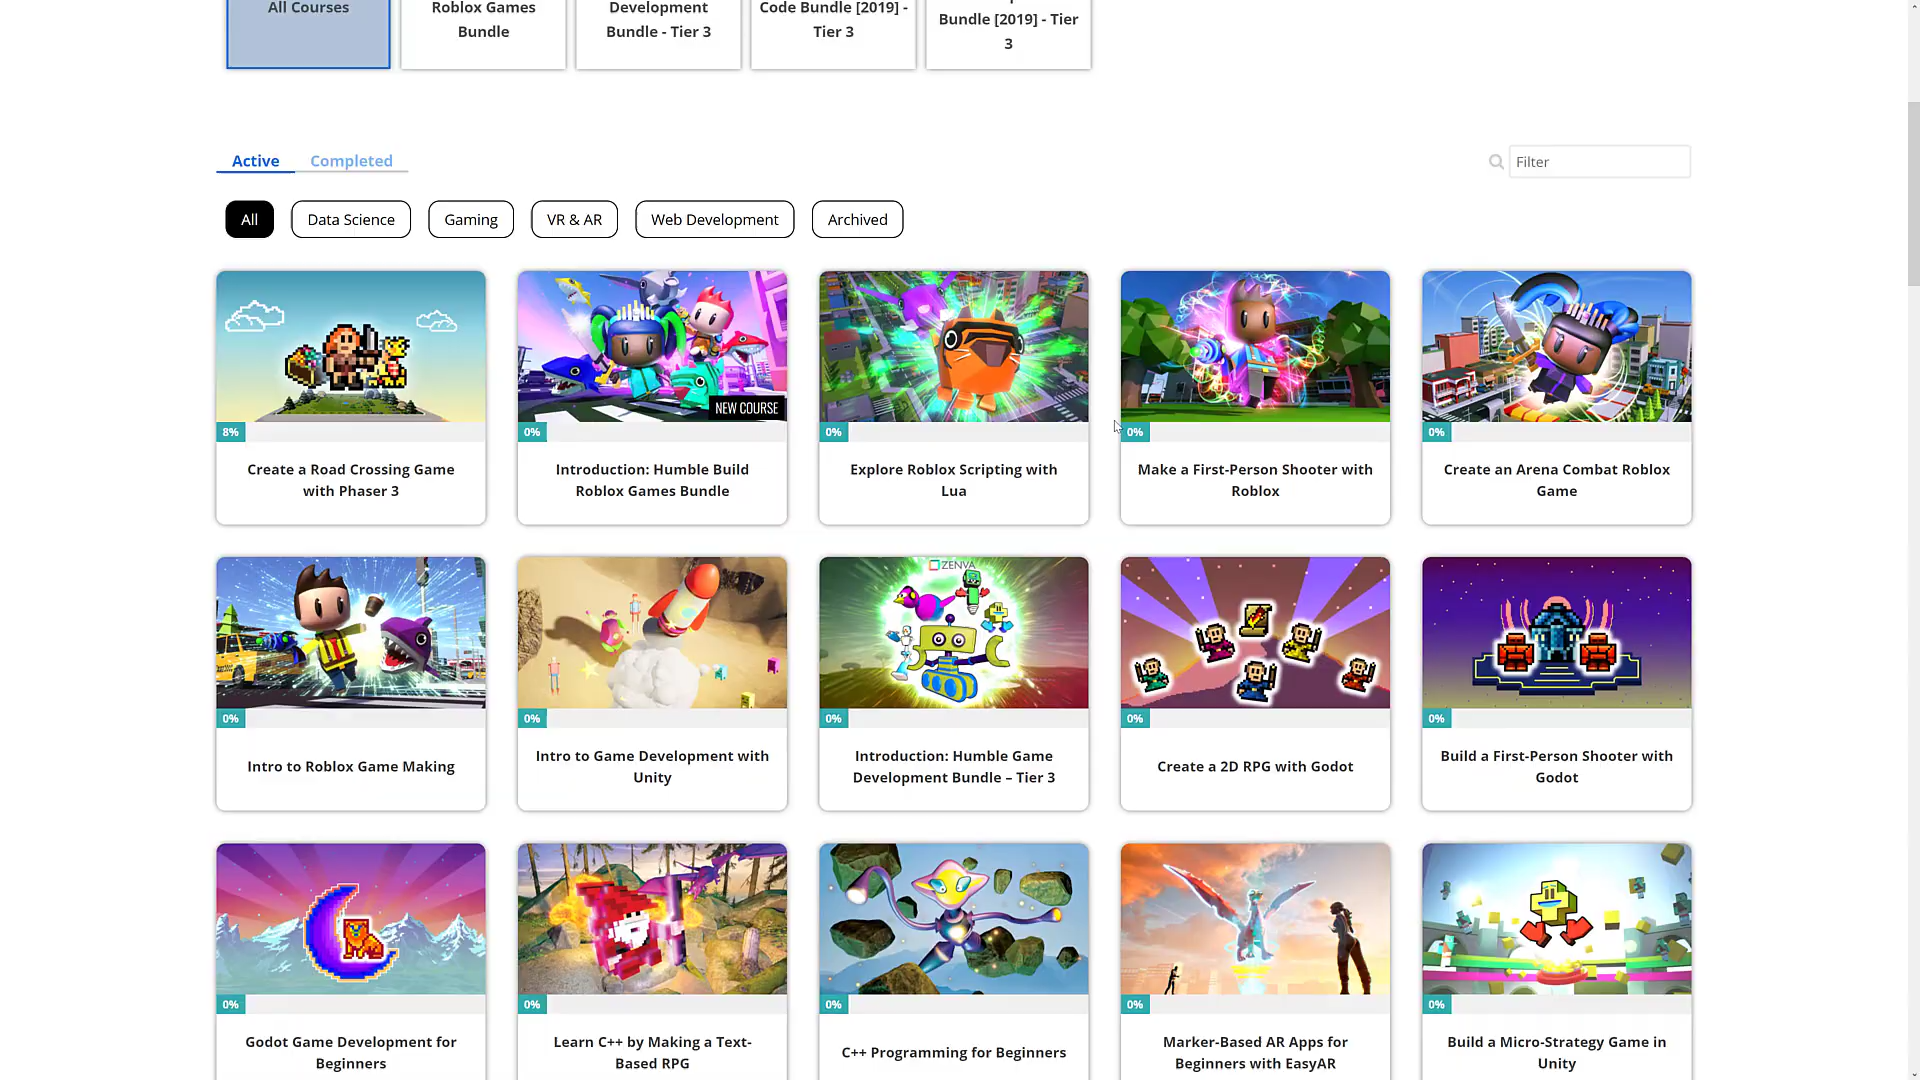 All Courses
Roblox Games
Bundle
Development
Bundle - Tier 3
Code Bundle [2019] -
Tier 3
Bundle [2019] - Tier
3
Active
Completed
Filter
All
Data Science
Gaming
VR & AR
Web Development
Archived
NEW COURSE
8%
0%
0%
0%
0%
Create a Road Crossing Game
with Phaser 3
Introduction: Humble Build
Roblox Games Bundle
Explore Roblox Scripting with
Lua
Make a First-Person Shooter with
Roblox
Create an Arena Combat Roblox
Game
ZENVA
0%
0%
0%
0%
0%
Intro to Roblox Game Making
Intro to Game Development with
Unity
Introduction: Humble Game
Development Bundle – Tier 3
Create a 2D RPG with Godot
Build a First-Person Shooter with
Godot
0%
0%
0%
0%
0%
Godot Game Development for
Beginners
Learn C++ by Making a Text-
Based RPG
C++ Programming for Beginners
Marker-Based AR Apps for
Beginners with EasyAR
Build a Micro-Strategy Game in
Unity